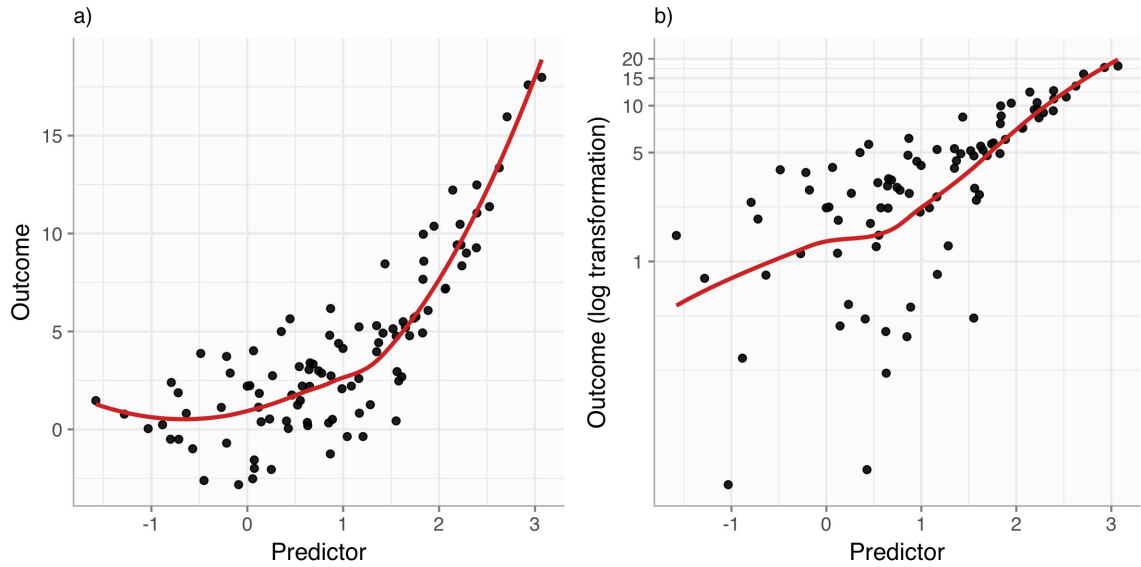 a)
Outcome
15
10
5
0
-1 0 1 2 3
Predictor
b)
Outcome (log transformation)
20
15
10
5
1
-1 0 1 2 3
Predictor